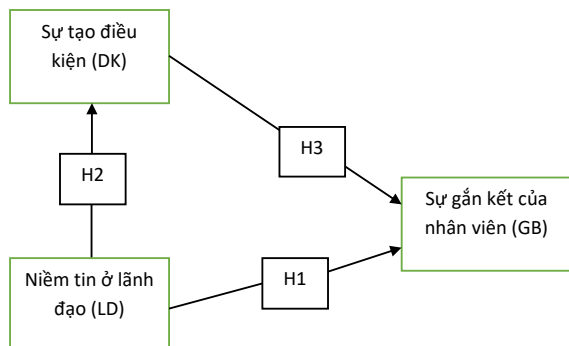 Sự tạo điều
kiện (DK)
H3
H2
Sự gắn kết của
nhân viên (GB)
Niềm tin ở lãnh
đạo (LD)
H1